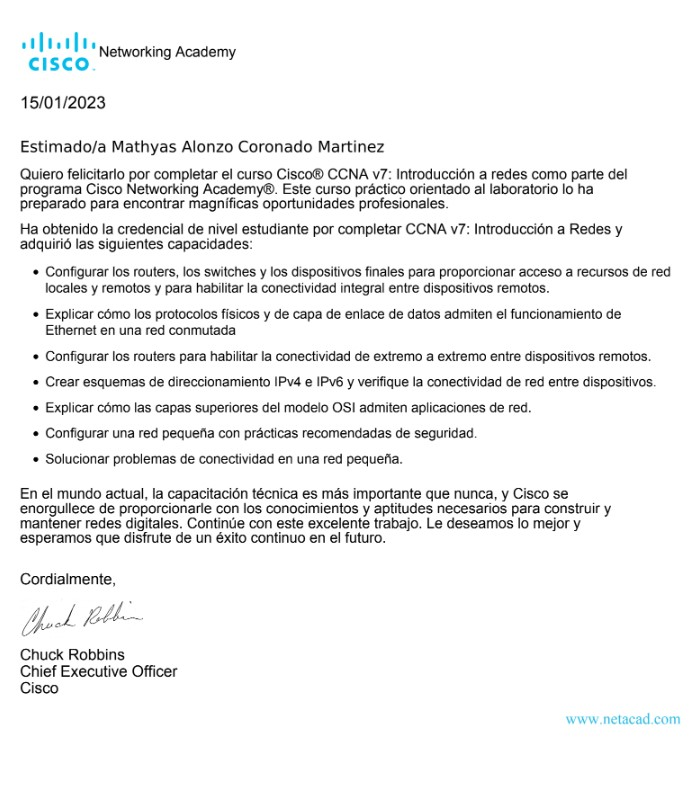 CISCO
Networking Academy
15/01/2023
Estimado/a Mathyas Alonzo Coronado Martinez
Quiero felicitarlo por completar el curso Cisco® CCNA v7: Introducción a redes como parte del
programa Cisco Networking Academy®. Este curso práctico orientado al laboratorio lo ha
preparado para encontrar magníficas oportunidades profesionales.
Ha obtenido la credencial de nivel estudiante por completar CCNA v7: Introducción a Redes y
adquirió las siguientes capacidades:
• Configurar los routers, los switches y los dispositivos finales para proporcionar acceso a recursos de red
locales y remotos y para habilitar la conectividad integral entre dispositivos remotos.
• Explicar cómo los protocolos físicos y de capa de enlace de datos admiten el funcionamiento de
Ethernet en una red conmutada
• Configurar los routers para habilitar la conectividad de extremo a extremo entre dispositivos remotos.
• Crear esquemas de direccionamiento IPv4 e IPv6 y verifique la conectividad de red entre dispositivos.
• Explicar cómo las capas superiores del modelo OSI admiten aplicaciones de red.
• Configurar una red pequeña con prácticas recomendadas de seguridad.
• Solucionar problemas de conectividad en una red pequeña.
En el mundo actual, la capacitación técnica es más importante que nunca, y Cisco se
enorgullece de proporcionarle con los conocimientos y aptitudes necesarios para construir y
mantener redes digitales. Continúe con este excelente trabajo. Le deseamos lo mejor y
esperamos que disfrute de un éxito continuo en el futuro.
Cordialmente,
Chuck Robbins
Chuck Robbins
Chief Executive Officer
Cisco
www.netacad.com